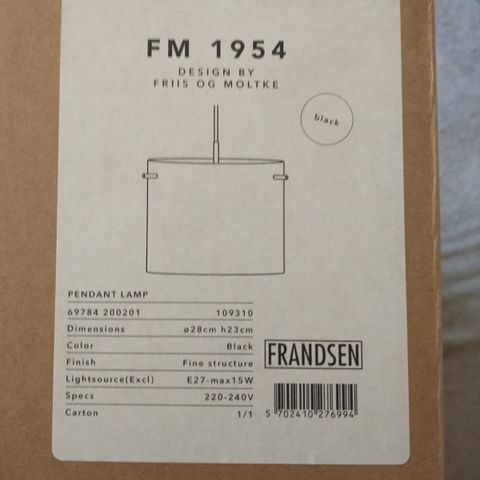 FM 1954
DESIGN BY
FRIIS OG MOLTKE
black
PENDANT LAMP
69784 200201 109310
Dimensions ø28cm h23cm
Color Black
Finish Fine structure
Lightsource(Excl) E27-max15W
Specs 220-240V
Carton 1/1
FRANDSEN
5 702410 276994